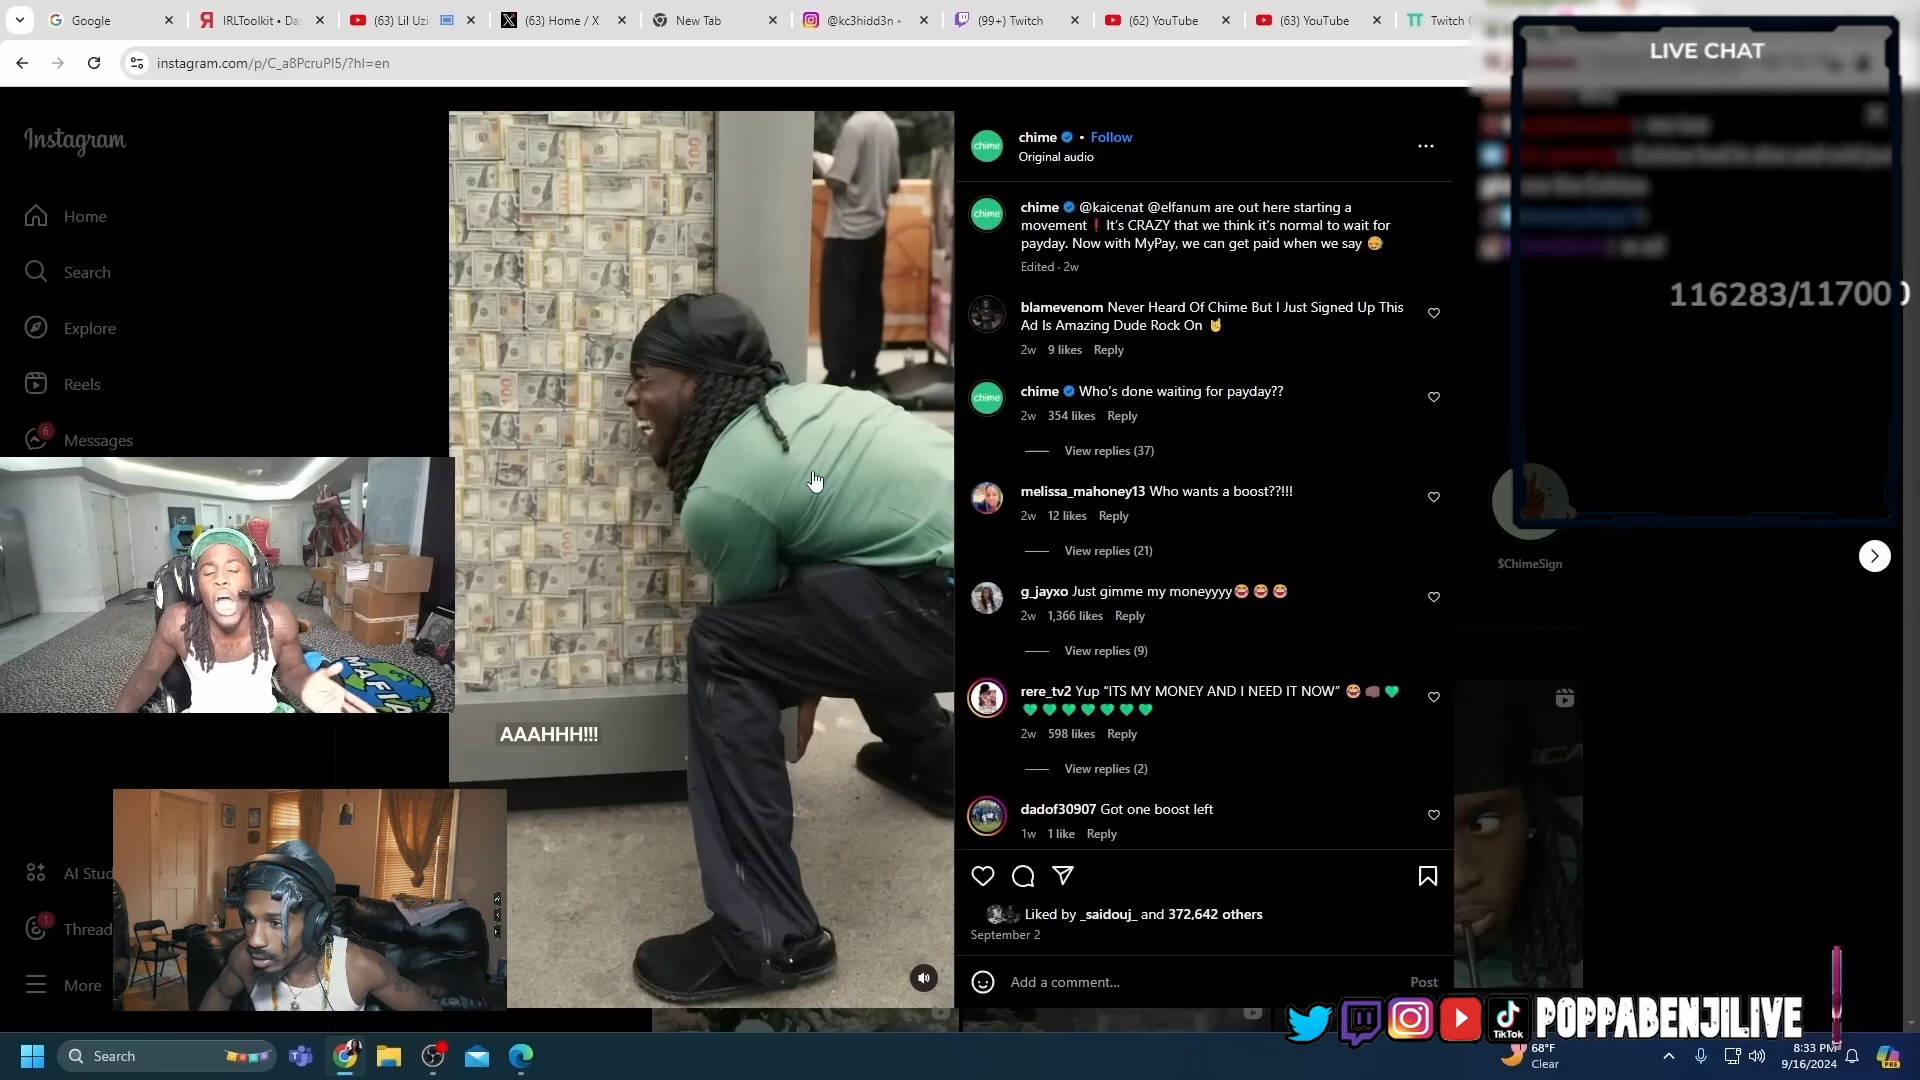 Google
IRLToolkit • Da
(63) Lil Uzi
(63) Home / X
New Tab
@kc3hidd3n •
(99+) Twitch
(62) YouTube
(63) YouTube
Twitch
instagram.com/p/C_a8PcruPI5/?hl=en
LIVE CHAT
116283/117000
Instagram
Home
Search
Explore
Reels
6
Messages
AI Stud
1
Thread
More
MAFIA
100
AAAHHH!!!
chime • Follow
Original audio
...
chime @kaicenat @elfanum are out here starting a
movement❗It's CRAZY that we think it's normal to wait for
payday. Now with MyPay, we can get paid when we say 😅
Edited · 2w
blamevenom Never Heard Of Chime But I Just Signed Up This
Ad Is Amazing Dude Rock On 🤘
2w 9 likes Reply
chime Who's done waiting for payday??
2w 354 likes Reply
View replies (37)
melissa_mahoney13 Who wants a boost??!!!
2w 12 likes Reply
View replies (21)
g_jayxo Just gimme my moneyyyy😂😂😂
2w 1,366 likes Reply
View replies (9)
rere_tv2 Yup "ITS MY MONEY AND I NEED IT NOW" 😂👊🏿💚
💚💚💚💚💚💚💚
2w 598 likes Reply
View replies (2)
dadof30907 Got one boost left
1w 1 like Reply
Liked by _saidouj_ and 372,642 others
September 2
Add a comment...
Post
$ChimeSign
TikTok
POPPABENJILIVE
Search
68°F
Clear
8:33 PM
9/16/2024
PRE